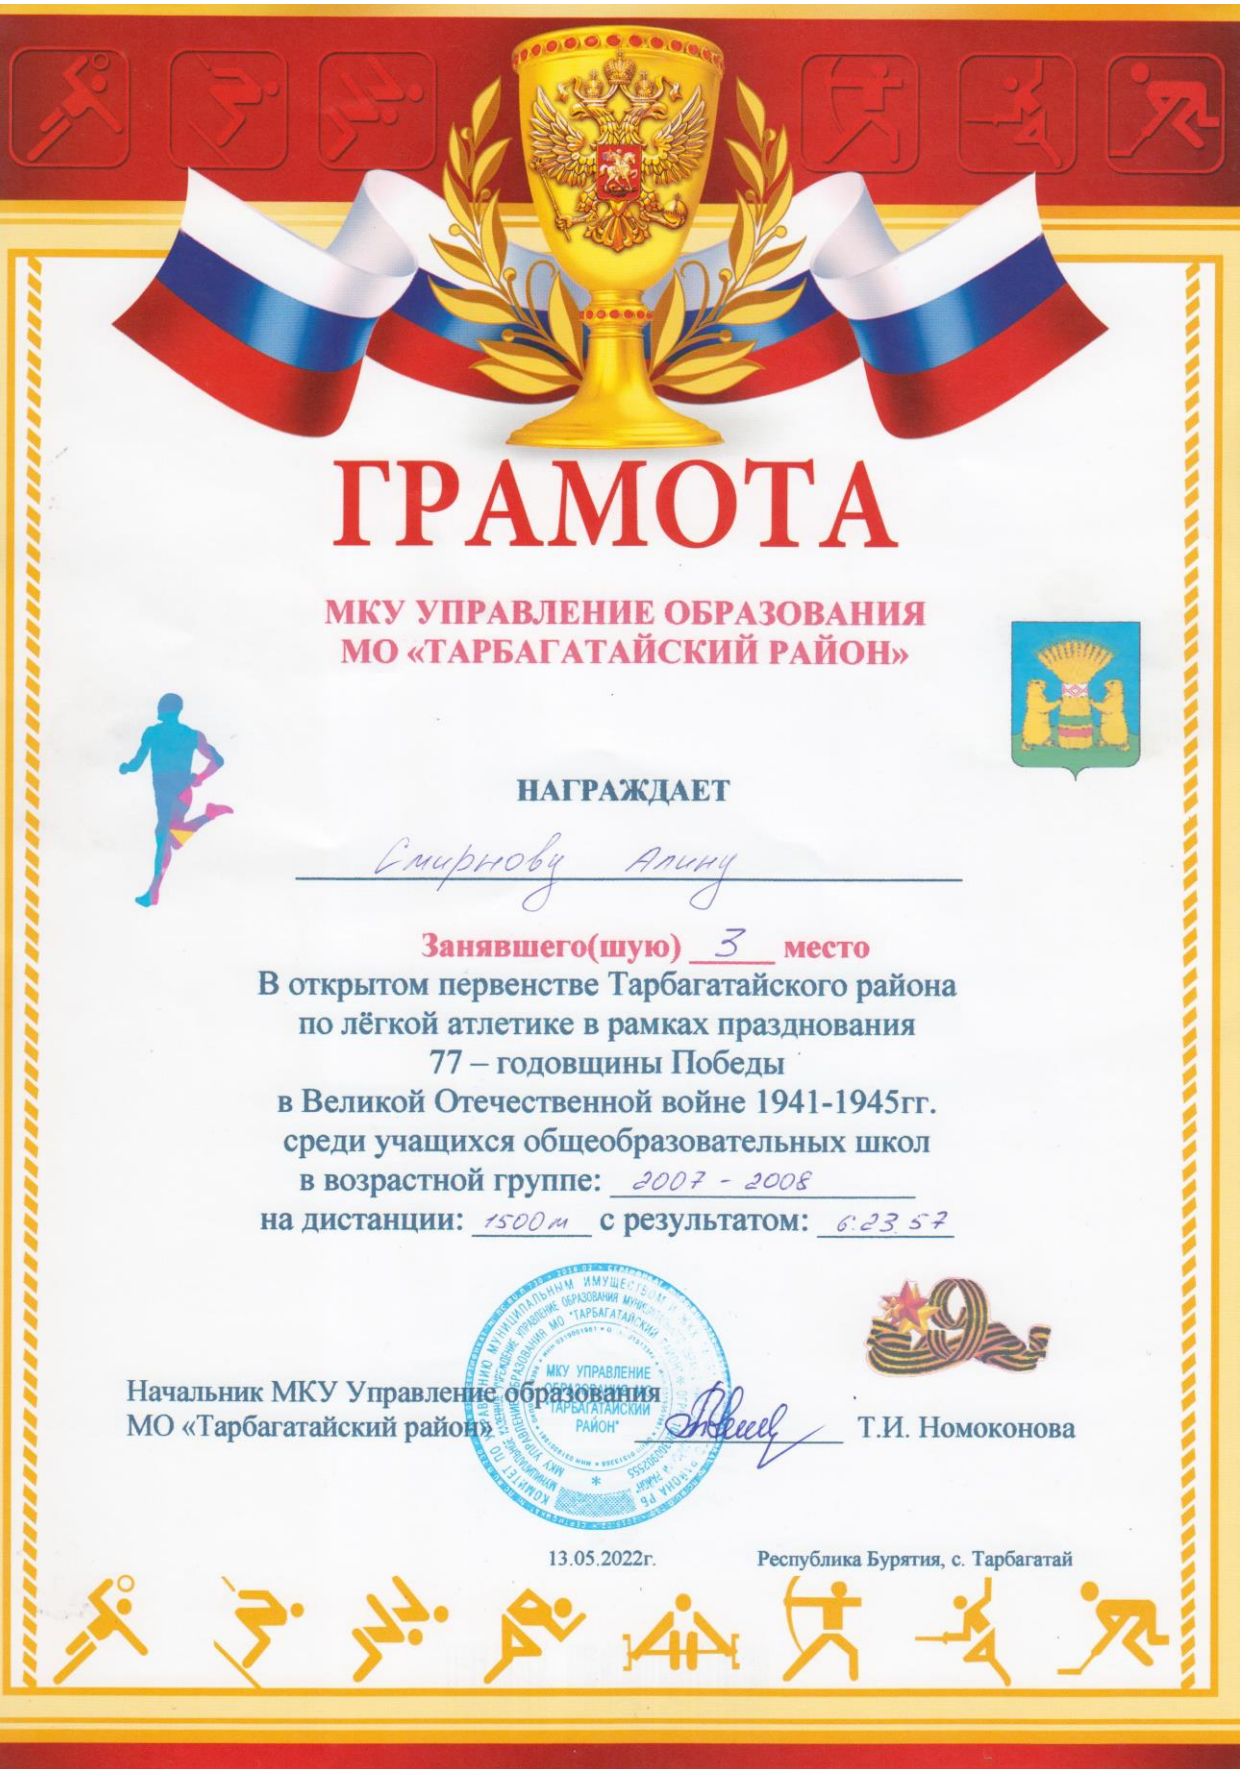 ГРАМОТА
МКУ УПРАВЛЕНИЕ ОБРАЗОВАНИЯ
МО «ТАРБАГАТАЙСКИЙ РАЙОН»
НАГРАЖДАЕТ
Смирнову Алину
Занявшего(шую) 3 место
В открытом первенстве Тарбагатайского района
по лёгкой атлетике в рамках празднования
77 – годовщины Победы
в Великой Отечественной войне 1941-1945гг.
среди учащихся общеобразовательных школ
в возрастной группе: 2007 - 2008
на дистанции: 1500м с результатом: 6:23.57
9
МКУ УПРАВЛЕНИЕ
ОБРАЗОВАНИЯ МО
"ТАРБАГАТАЙСКИЙ
РАЙОН"
Начальник МКУ Управление образования
МО «Тарбагатайский район» Т.И. Номоконова
13.05.2022г. Республика Бурятия, с. Тарбагатай